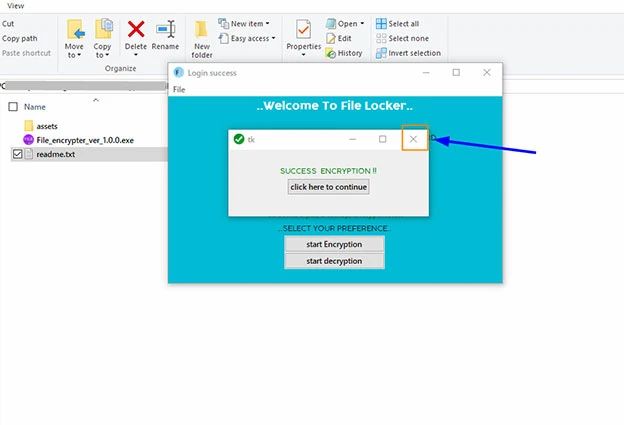 View
Cut
Copy path
Paste shortcut
Move to
Copy to
Delete
Rename
New folder
New item
Easy access
Properties
Open
Edit
History
Select all
Select none
Invert selection
Organize
Login success
File
Name
assets
File_encrypter_ver_1.0.0.exe
readme.txt
..Welcome To File Locker..
tk
SUCCESS ENCRYPTION !!
click here to continue
..SELECT YOUR PREFERENCE..
start Encryption
start decryption